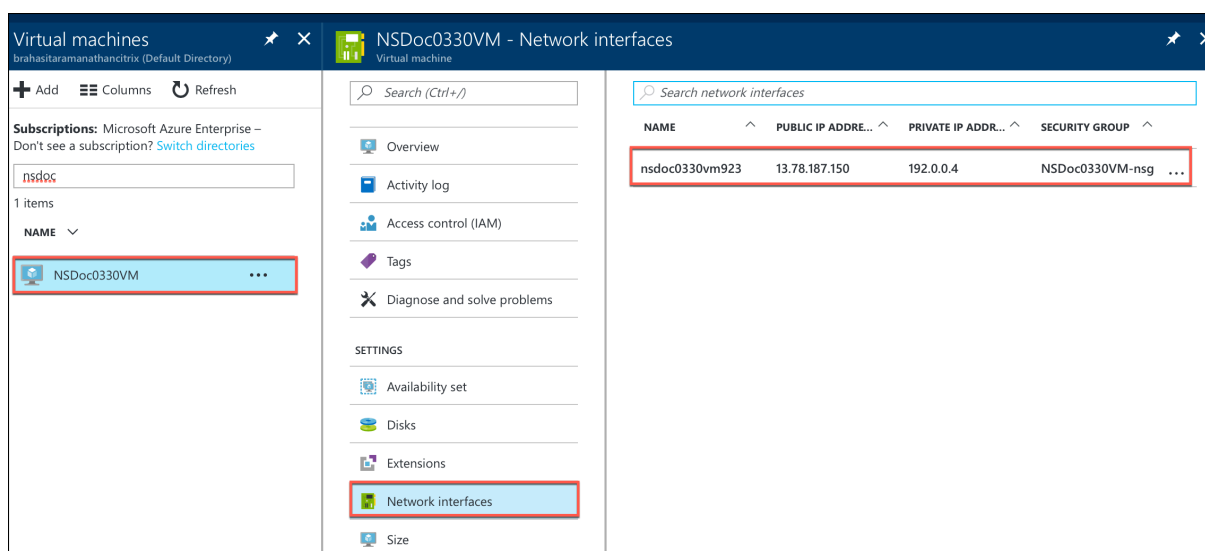 Virtual machines
brahasitaramanathancitrix (Default Directory)
Add Columns Refresh
Subscriptions: Microsoft Azure Enterprise –
Don't see a subscription? Switch directories
nsdoc
1 items
NAME
NSDoc0330VM
NSDoc0330VM - Network interfaces
Virtual machine
Search (Ctrl+/)
Overview
Activity log
Access control (IAM)
Tags
Diagnose and solve problems
SETTINGS
Availability set
Disks
Extensions
Network interfaces
Size
Search network interfaces
NAME PUBLIC IP ADDRE... PRIVATE IP ADDR... SECURITY GROUP
nsdoc0330vm923 13.78.187.150 192.0.0.4 NSDoc0330VM-nsg ...